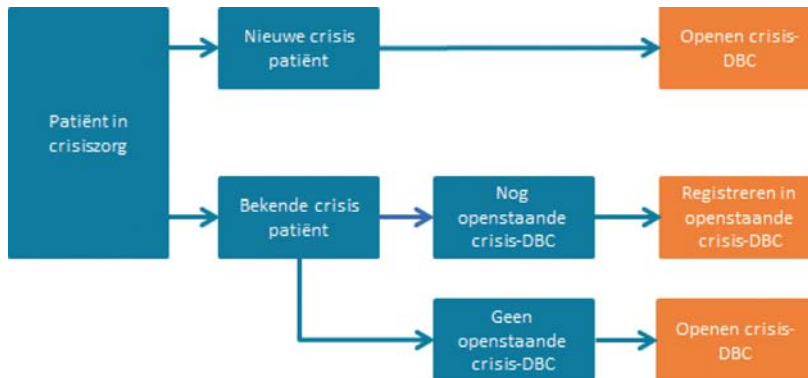 Nieuwe crisis
patiënt
Openen crisis-
DBC
Patiënt in
crisiszorg
Bekende crisis
patiënt
Nog
openstaande
crisis-DBC
Registreren in
openstaande
crisis-DBC
Geen
openstaande
crisis-DBC
Openen crisis-
DBC